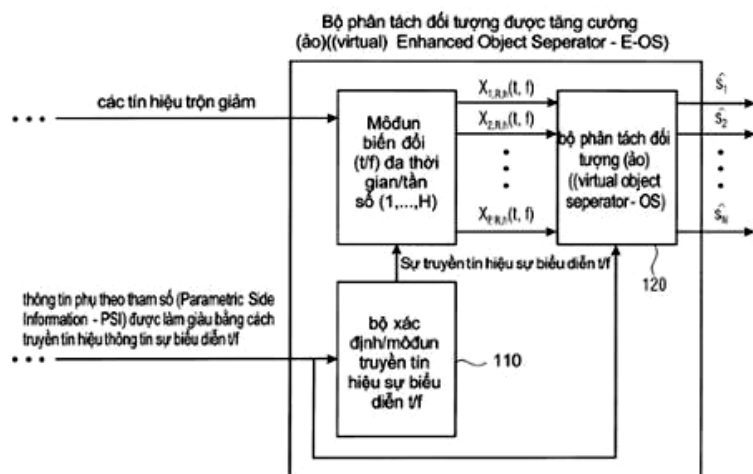 Bộ phân tách đối tượng được tăng cường
(ảo)((virtual) Enhanced Object Seperator - E-OS)
các tín hiệu trộn giảm
Môđun
biến đổi
(t/f) đa thời
gian/tần
số (1,...,H)
X1,R,h(t, f)
X2,R,h(t, f)
XP,R,h(t, f)
bộ phân tách đối
tượng (ảo)
((virtual object
seperator- OS)
ŝ1
ŝ2
ŝN
120
Sự truyền tín hiệu sự biểu diễn t/f
thông tin phụ theo tham số (Parametric Side
Information - PSI) được làm giàu bằng cách
truyền tín hiệu thông tin sự biểu diễn t/f
bộ xác
định/môđun
truyền tín
hiệu sự biểu
diễn t/f
110